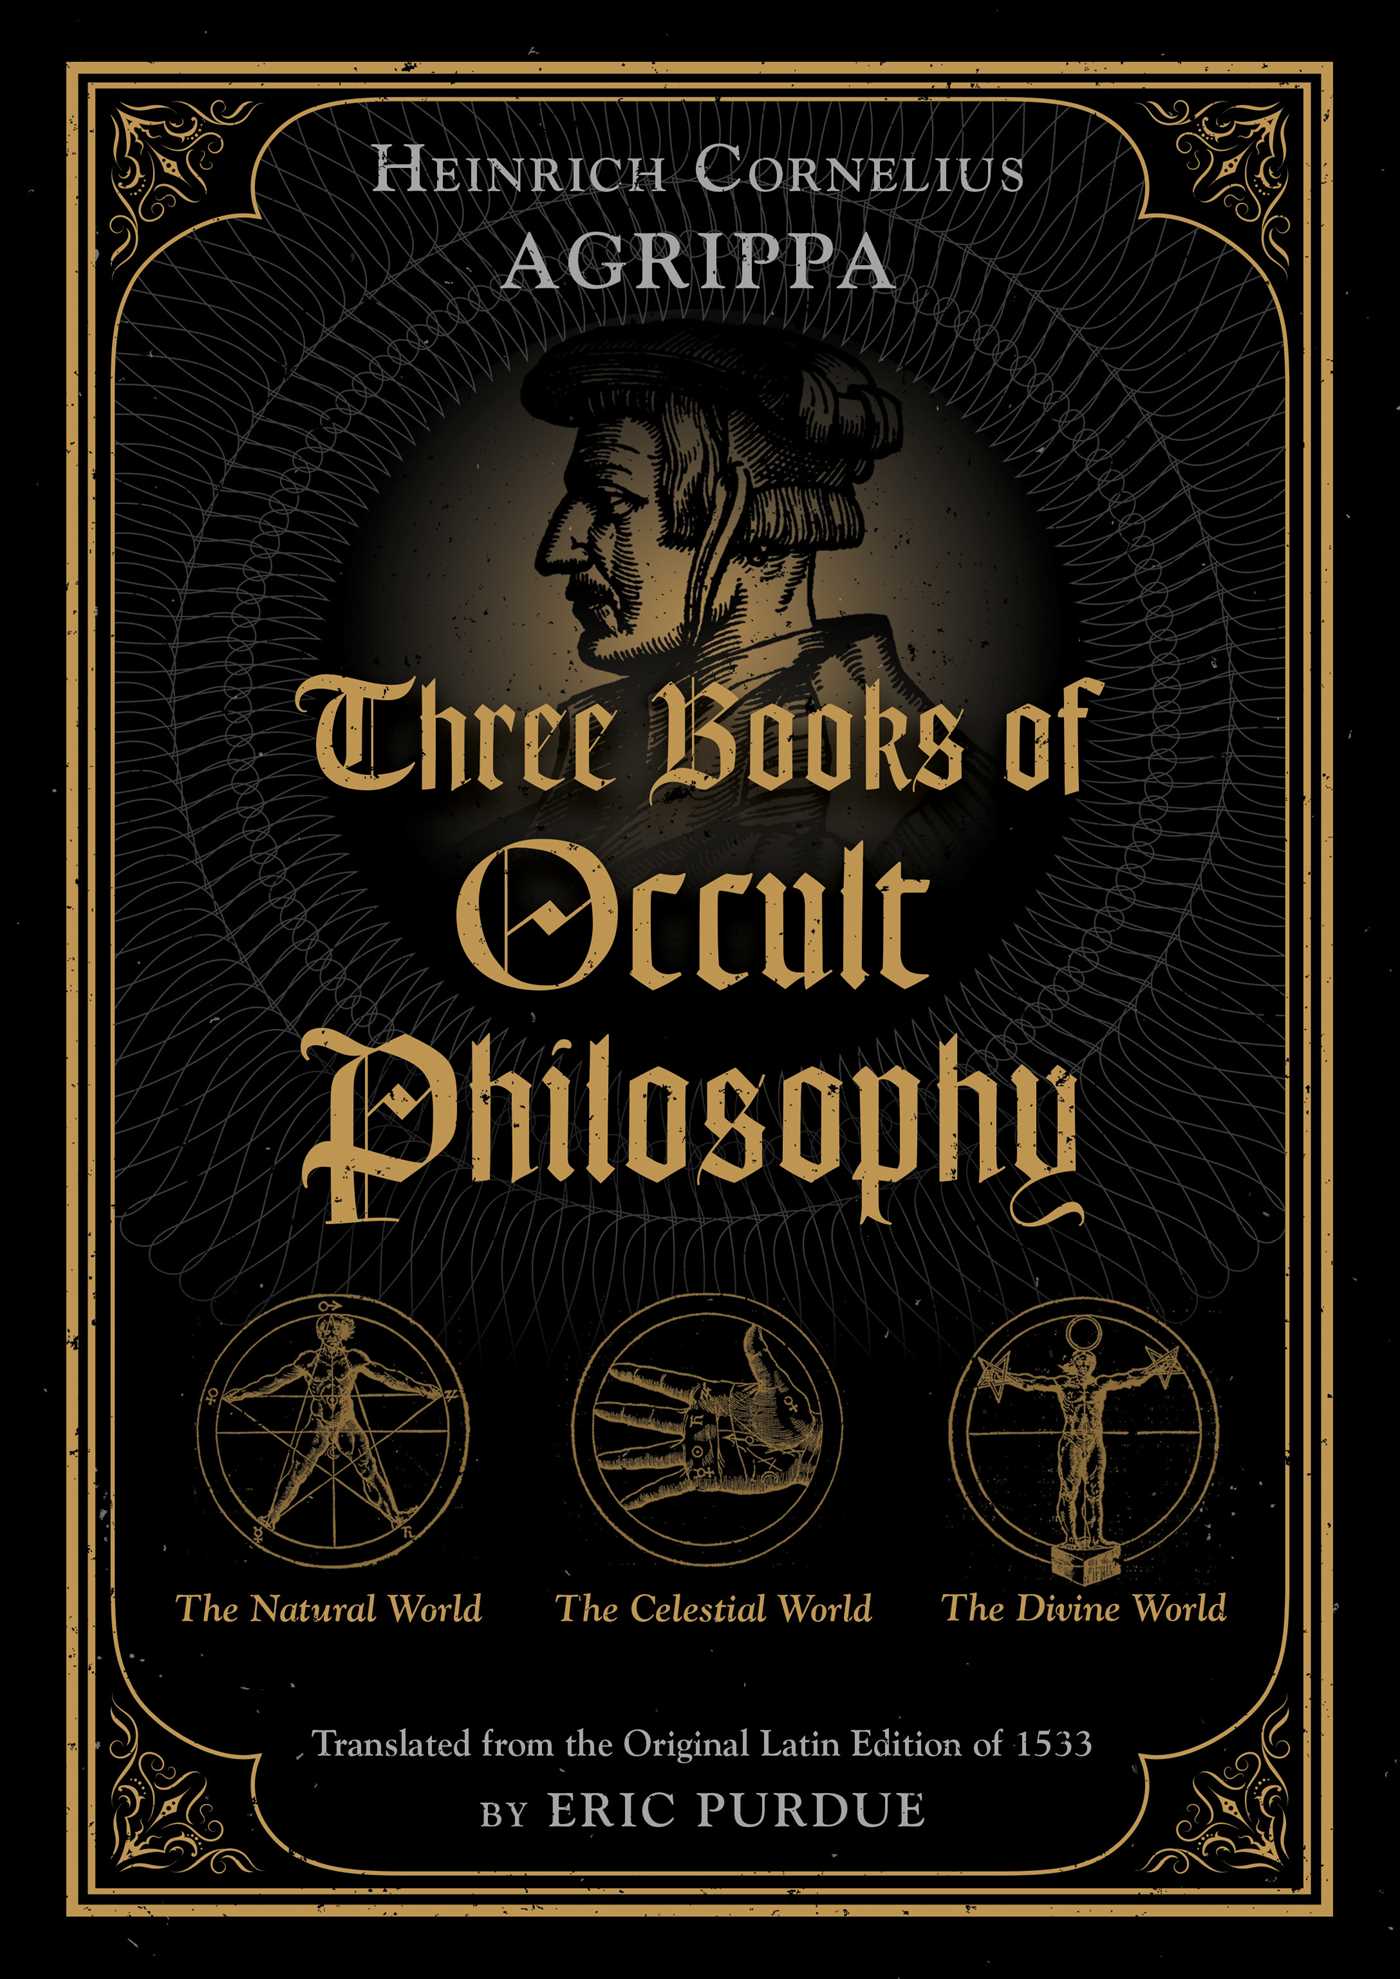 HEINRICH CORNELIUS
AGRIPPA
Three Books of
Occult
Philosophy
The Natural World
The Celestial World
The Divine World
Translated from the Original Latin Edition of 1533
BY ERIC PURDUE